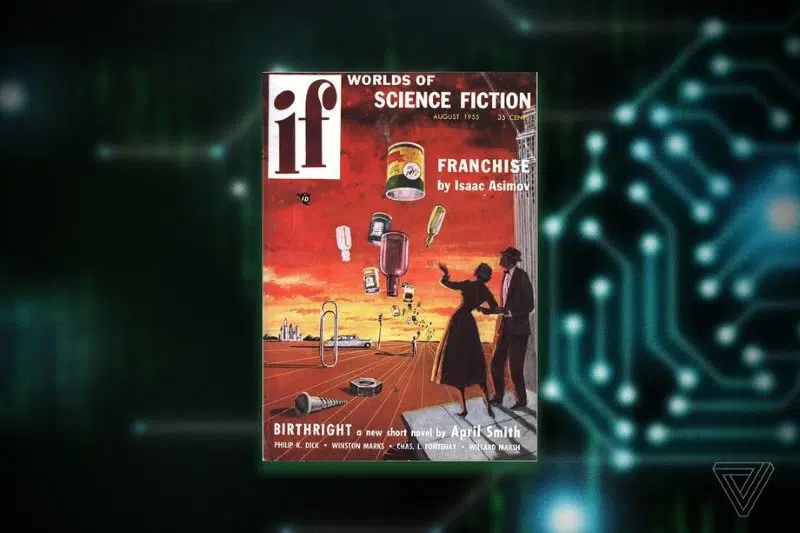 if
WORLDS OF
SCIENCE FICTION
AUGUST 1955 35 CENTS
FRANCHISE
by Isaac Asimov
BIRTHRIGHT a new short novel by April Smith
PHILIP K. DICK • WINSTON MARKS • CHAS. L. FONTENAY • WILLARD MARSH